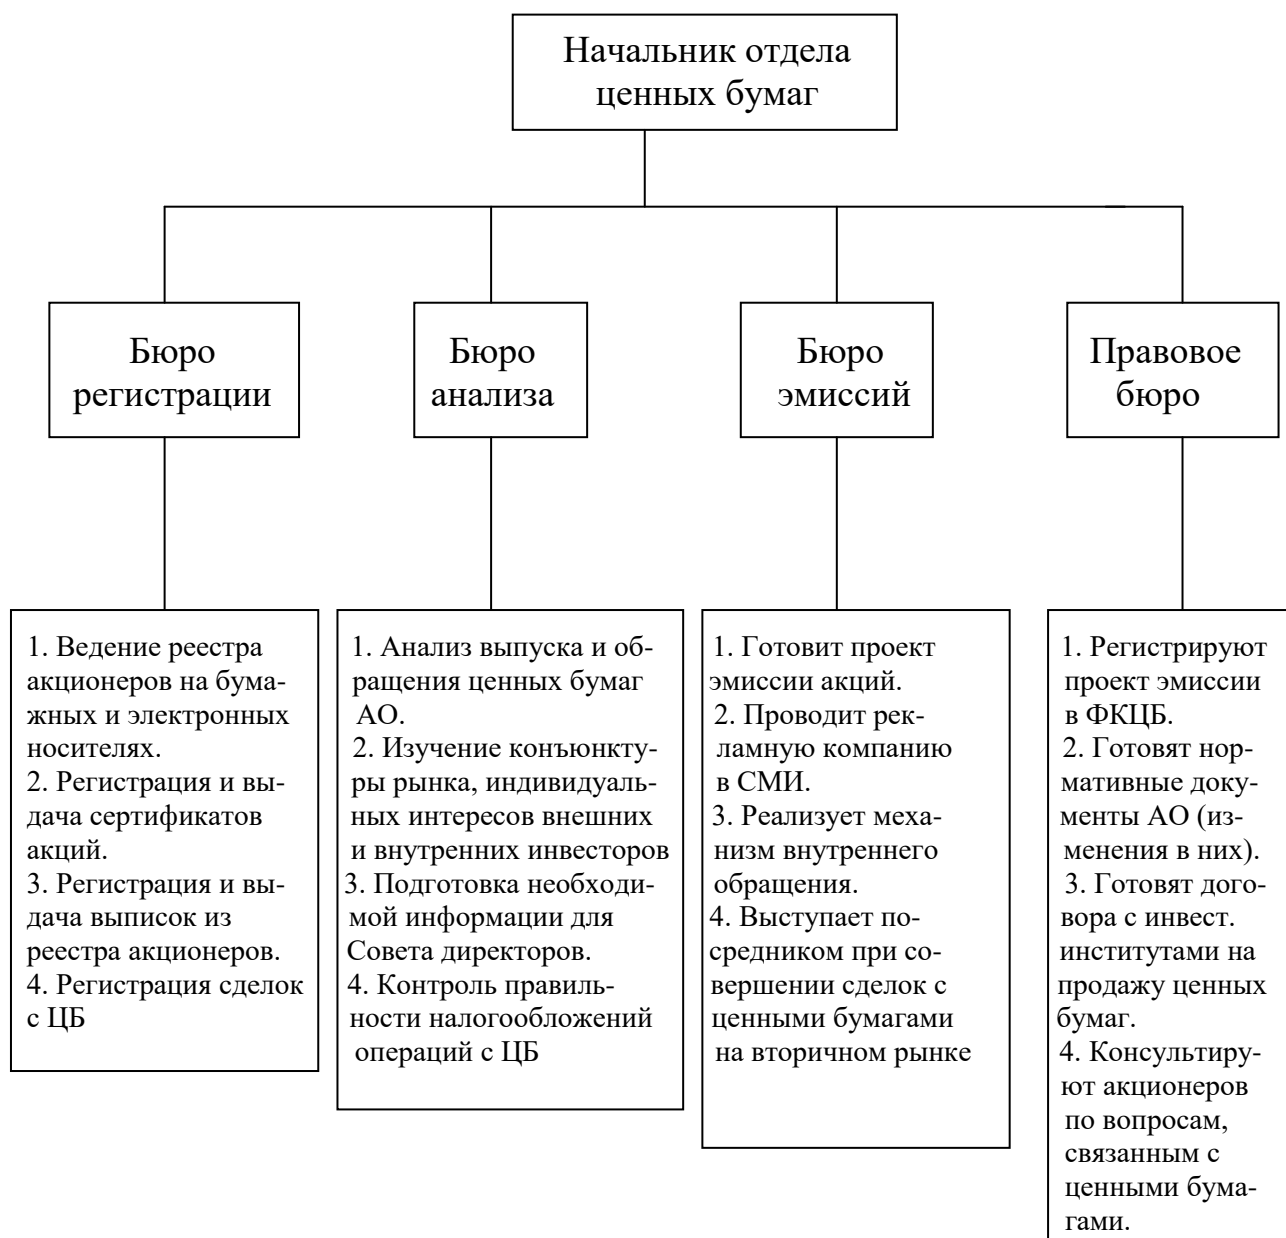 Начальник отдела
ценных бумаг
Бюро
регистрации
Бюро
анализа
Бюро
эмиссий
Правовое
бюро
1. Ведение реестра
акционеров на бума-
жных и электронных
носителях.
2. Регистрация и вы-
дача сертификатов
акций.
3. Регистрация и вы-
дача выписок из
реестра акционеров.
4. Регистрация сделок
с ЦБ
1. Анализ выпуска и об-
ращения ценных бумаг
АО.
2. Изучение конъюнкту-
ры рынка, индивидуаль-
ных интересов внешних
и внутренних инвесторов
3. Подготовка необходи-
мой информации для
Совета директоров.
4. Контроль правиль-
ности налогообложений
операций с ЦБ
1. Готовит проект
эмиссии акций.
2. Проводит рек-
ламную компанию
в СМИ.
3. Реализует меха-
низм внутреннего
обращения.
4. Выступает по-
средником при со-
вершении сделок с
ценными бумагами
на вторичном рынке
1. Регистрируют
проект эмиссии
в ФКЦБ.
2. Готовят нор-
мативные доку-
менты АО (из-
менения в них).
3. Готовят дого-
вора с инвест.
институтами на
продажу ценных
бумаг.
4. Консультиру-
ют акционеров
по вопросам,
связанным с
ценными бума-
гами.